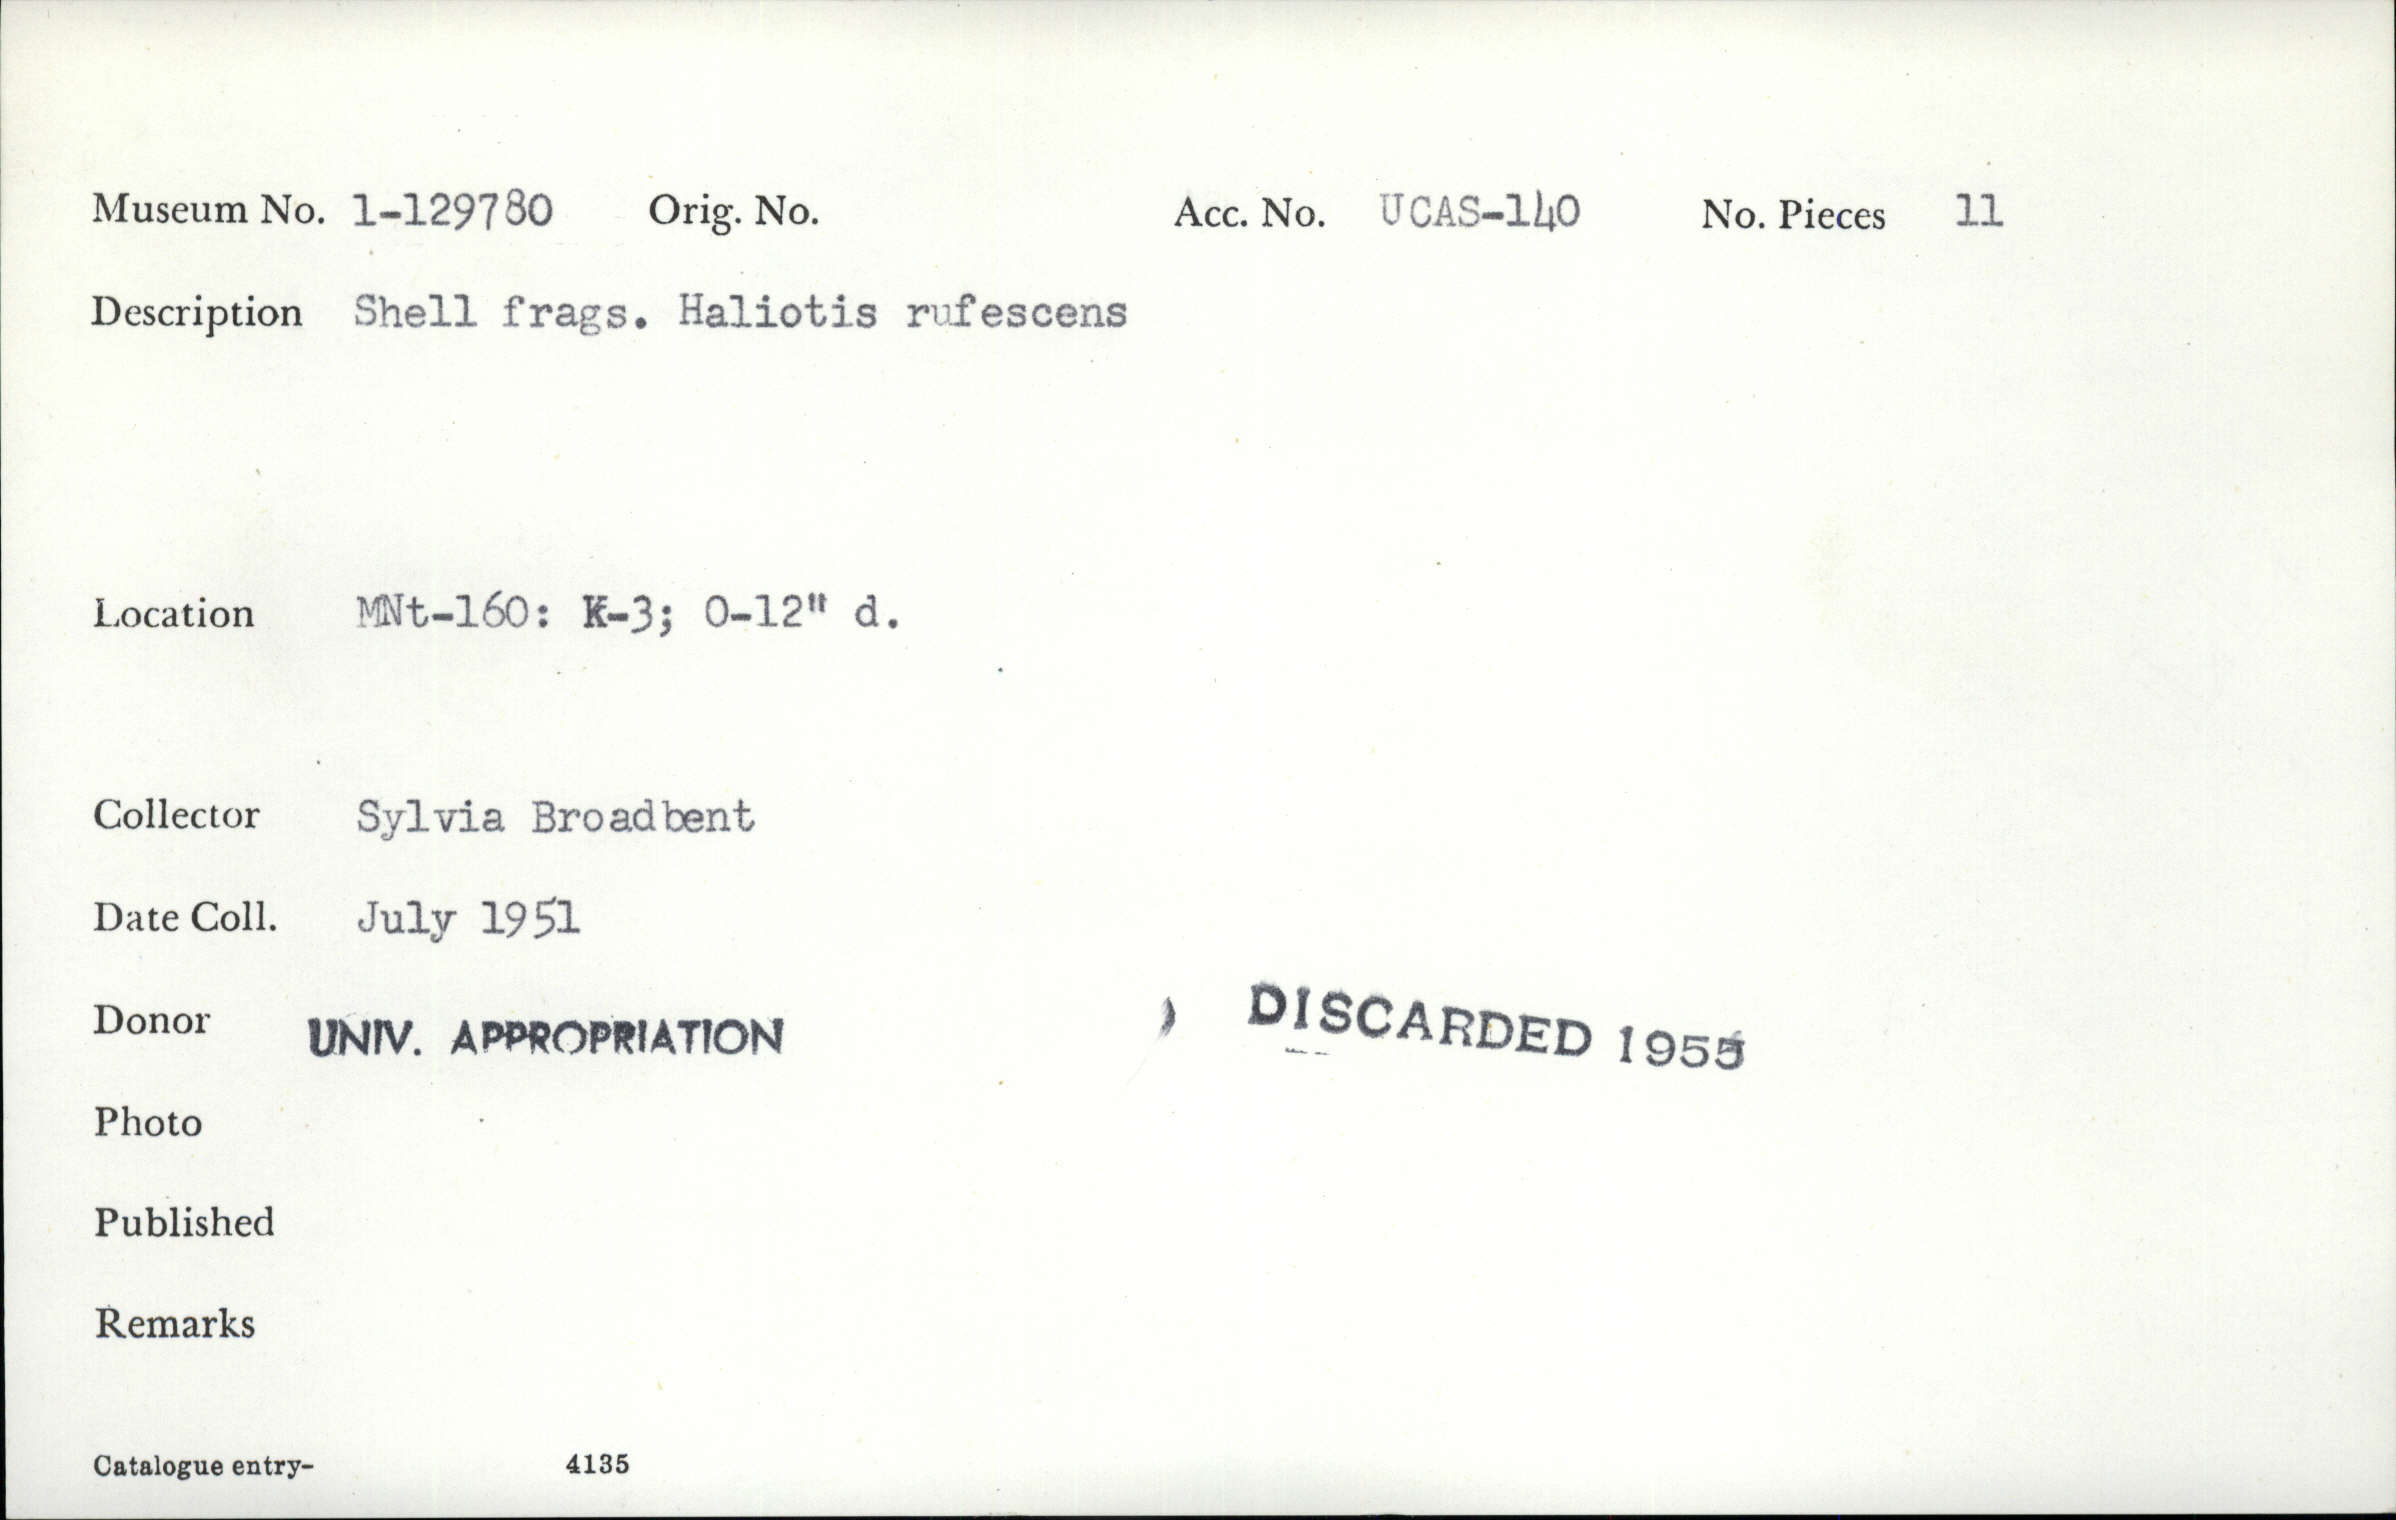 Museum No. 1-129780 Orig. No. Acc. No. UCAS-140 No. Pieces 11
Description Shell frags. Haliotis rufescens
Location MNt-160: K-3; 0-12" d.
Collector Sylvia Broadbent
Date Coll. July 1951
Donor UNIV. APPROPRIATION DISCARDED 1955
Photo
Published
Remarks
Catalogue entry- 4135